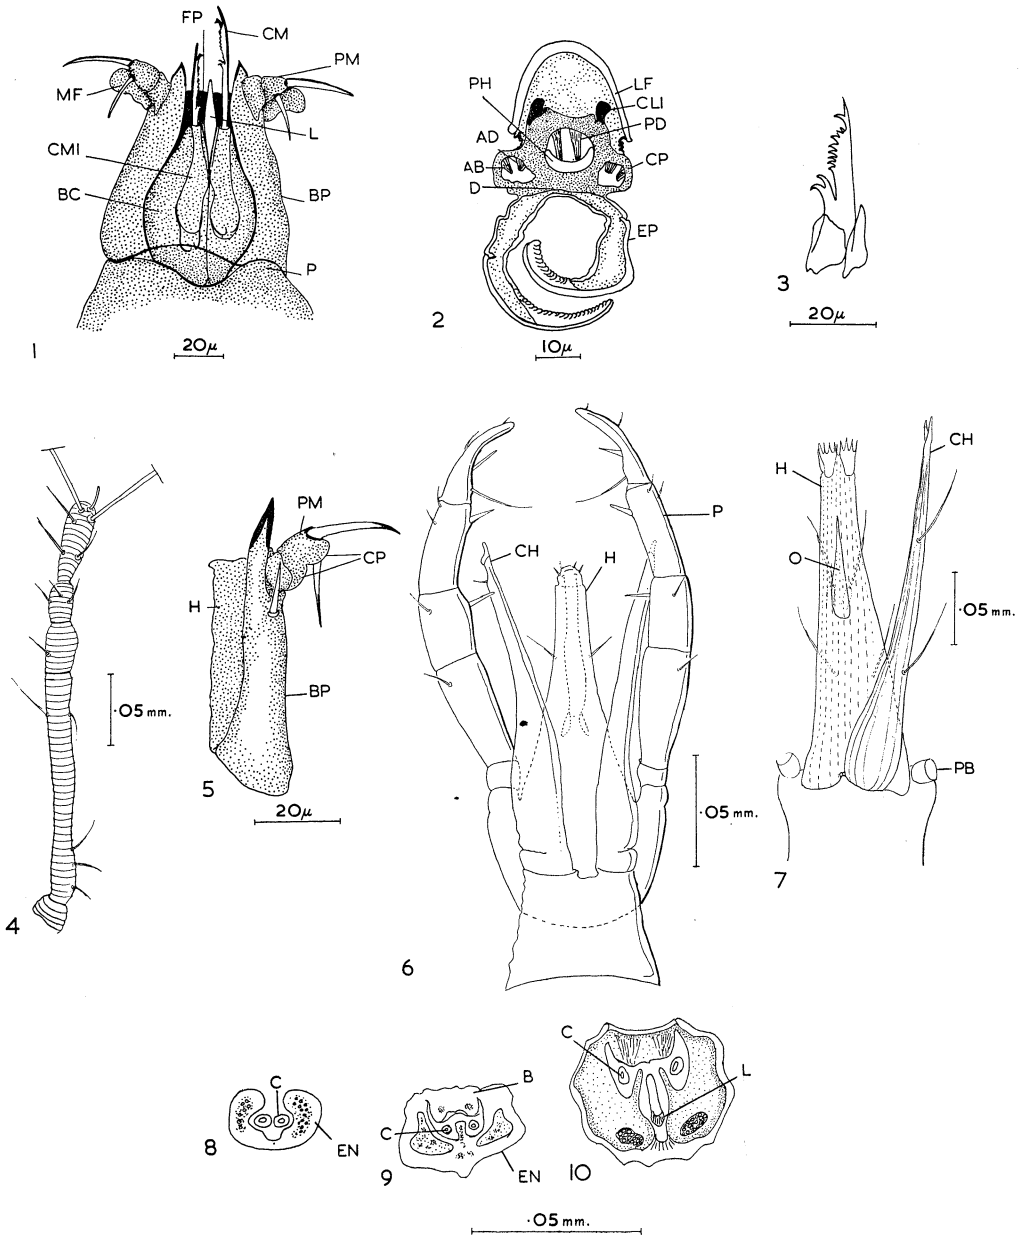 FP
CM
PM
MF
L
CMI
BC
BP
P
1
20μ
PH
LF
CLI
PD
AD
AB
CP
D
EP
2
10μ
3
20μ
4
·05 mm.
PM
CP
H
BP
5
20μ
CH
H
P
6
·05 mm.
H
CH
O
·05 mm.
PB
7
C
EN
8
B
C
EN
9
C
L
10
·05 mm.